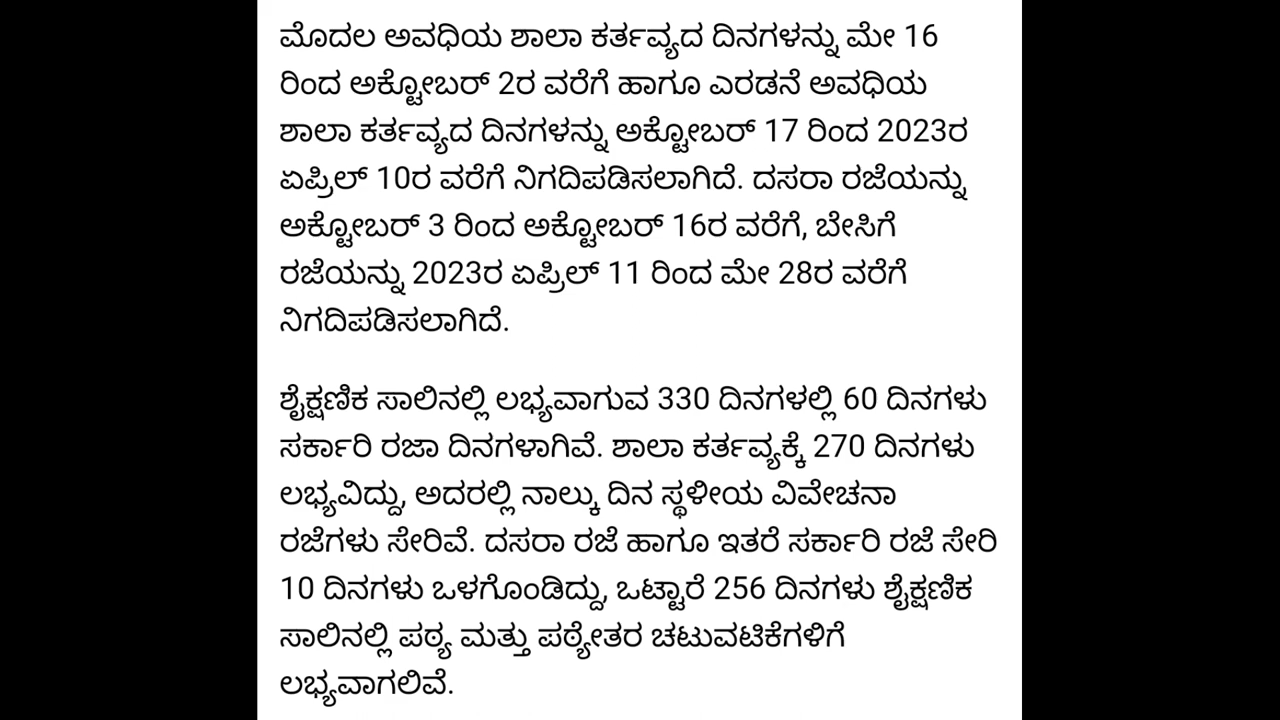 ಮೊದಲ ಅವಧಿಯ ಶಾಲಾ ಕರ್ತವ್ಯದ ದಿನಗಳನ್ನು ಮೇ 16
ರಿಂದ ಅಕ್ಟೋಬರ್ 2ರ ವರೆಗೆ ಹಾಗೂ ಎರಡನೆ ಅವಧಿಯ
ಶಾಲಾ ಕರ್ತವ್ಯದ ದಿನಗಳನ್ನು ಅಕ್ಟೋಬರ್ 17 ರಿಂದ 2023ರ
ಏಪ್ರಿಲ್ 10ರ ವರೆಗೆ ನಿಗದಿಪಡಿಸಲಾಗಿದೆ. ದಸರಾ ರಜೆಯನ್ನು
ಅಕ್ಟೋಬರ್ 3 ರಿಂದ ಅಕ್ಟೋಬರ್ 16ರ ವರೆಗೆ, ಬೇಸಿಗೆ
ರಜೆಯನ್ನು 2023ರ ಏಪ್ರಿಲ್ 11 ರಿಂದ ಮೇ 28ರ ವರೆಗೆ
ನಿಗದಿಪಡಿಸಲಾಗಿದೆ.
ಶೈಕ್ಷಣಿಕ ಸಾಲಿನಲ್ಲಿ ಲಭ್ಯವಾಗುವ 330 ದಿನಗಳಲ್ಲಿ 60 ದಿನಗಳು
ಸರ್ಕಾರಿ ರಜಾ ದಿನಗಳಾಗಿವೆ. ಶಾಲಾ ಕರ್ತವ್ಯಕ್ಕೆ 270 ದಿನಗಳು
ಲಭ್ಯವಿದ್ದು, ಅದರಲ್ಲಿ ನಾಲ್ಕು ದಿನ ಸ್ಥಳೀಯ ವಿವೇಚನಾ
ರಜೆಗಳು ಸೇರಿವೆ. ದಸರಾ ರಜೆ ಹಾಗೂ ಇತರೆ ಸರ್ಕಾರಿ ರಜೆ ಸೇರಿ
10 ದಿನಗಳು ಒಳಗೊಂಡಿದ್ದು, ಒಟ್ಟಾರೆ 256 ದಿನಗಳು ಶೈಕ್ಷಣಿಕ
ಸಾಲಿನಲ್ಲಿ ಪಠ್ಯ ಮತ್ತು ಪಠ್ಯೇತರ ಚಟುವಟಿಕೆಗಳಿಗೆ
ಲಭ್ಯವಾಗಲಿವೆ.